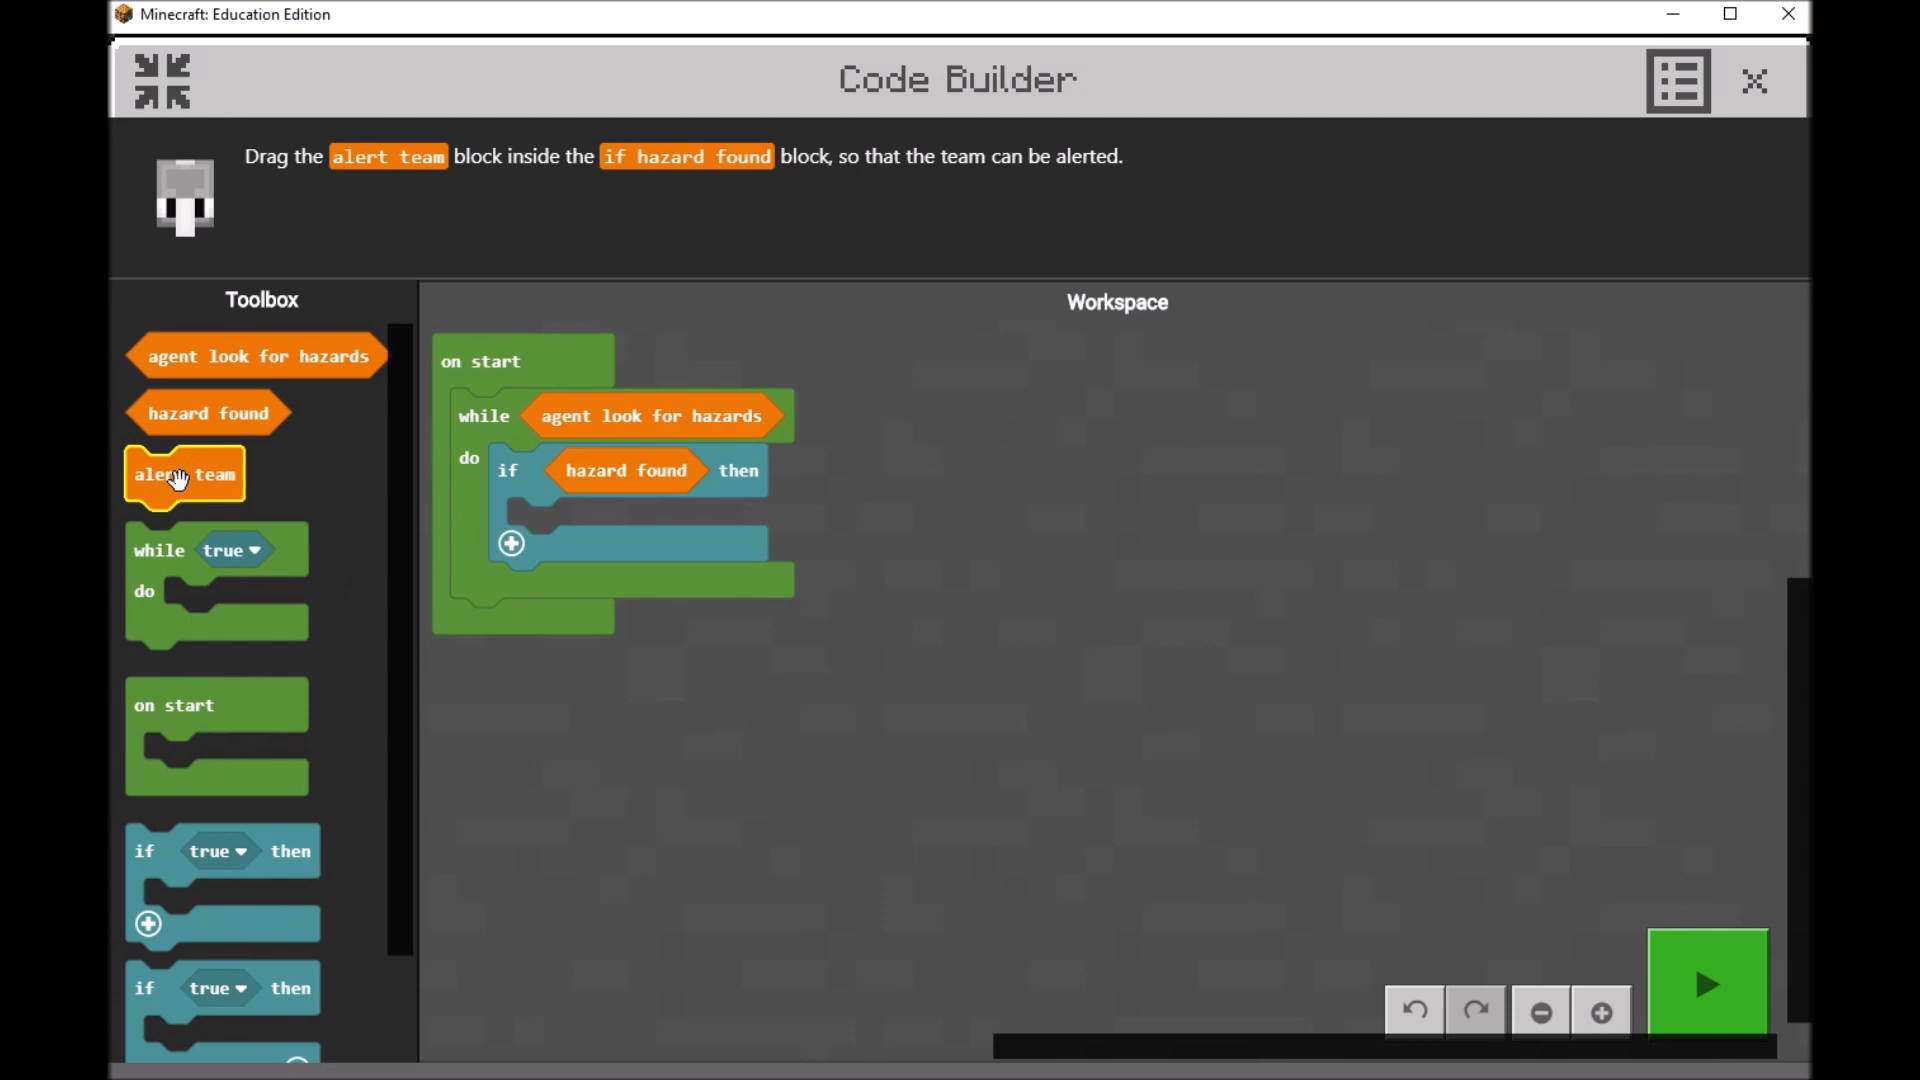 Minecraft: Education Edition
Code Builder
Drag the alert team block inside the if hazard found block, so that the team can be alerted.
Toolbox
Workspace
agent look for hazards
hazard found
alert team
while true
do
on start
if true then
if true then
on start
while agent look for hazards
do
if hazard found then